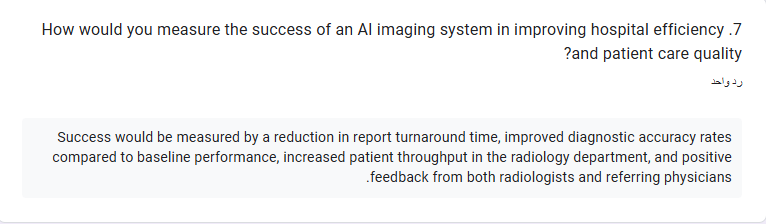 How would you measure the success of an AI imaging system in improving hospital efficiency .7
?and patient care quality
رد واحد
Success would be measured by a reduction in report turnaround time, improved diagnostic accuracy rates
compared to baseline performance, increased patient throughput in the radiology department, and positive
.feedback from both radiologists and referring physicians